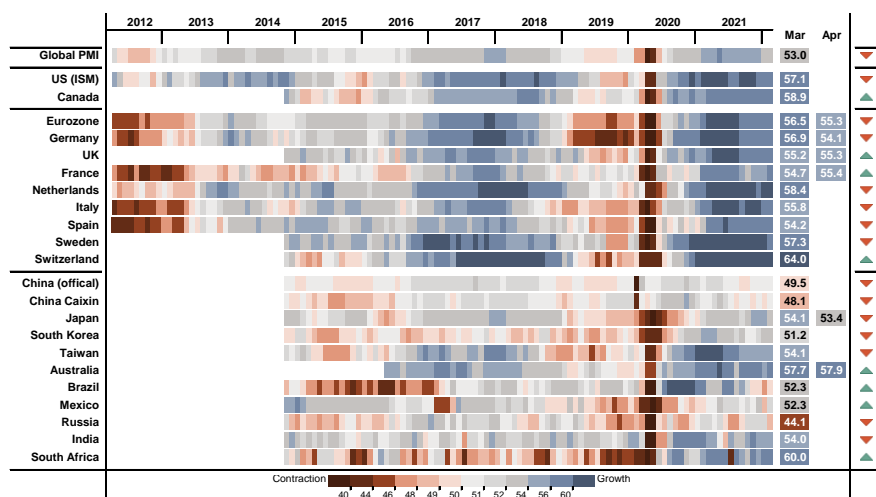 2012 2013 2014 2015 2016 2017 2018 2019 2020 2021 Mar Apr
Global PMI 53.0
US (ISM) 57.1
Canada 58.9
Eurozone 56.5 55.3
Germany 56.9 54.1
UK 55.2 55.3
France 54.7 55.4
Netherlands 58.4
Italy 55.8
Spain 54.2
Sweden 57.3
Switzerland 64.0
China (offical) 49.5
China Caixin 48.1
Japan 54.1 53.4
South Korea 51.2
Taiwan 54.1
Australia 57.7 57.9
Brazil 52.3
Mexico 52.3
Russia 44.1
India 54.0
South Africa 60.0
Contraction Growth
40 44 46 48 49 50 51 52 54 56 60